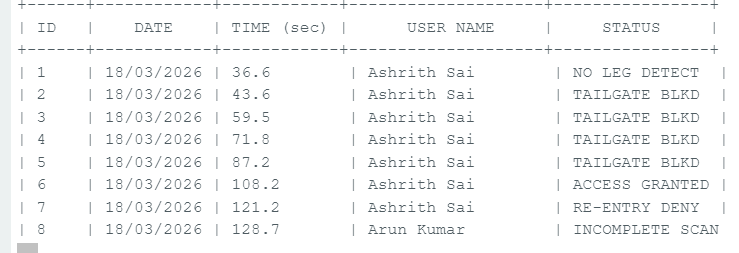 +------+-------------+------------+--------------------+----------------+
| ID | DATE | TIME (sec) | USER NAME | STATUS |
+------+-------------+------------+--------------------+----------------+
| 1 | 18/03/2026 | 36.6 | Ashrith Sai | NO LEG DETECT |
| 2 | 18/03/2026 | 43.6 | Ashrith Sai | TAILGATE BLKD |
| 3 | 18/03/2026 | 59.5 | Ashrith Sai | TAILGATE BLKD |
| 4 | 18/03/2026 | 71.8 | Ashrith Sai | TAILGATE BLKD |
| 5 | 18/03/2026 | 87.2 | Ashrith Sai | TAILGATE BLKD |
| 6 | 18/03/2026 | 108.2 | Ashrith Sai | ACCESS GRANTED |
| 7 | 18/03/2026 | 121.2 | Ashrith Sai | RE-ENTRY DENY |
| 8 | 18/03/2026 | 128.7 | Arun Kumar | INCOMPLETE SCAN